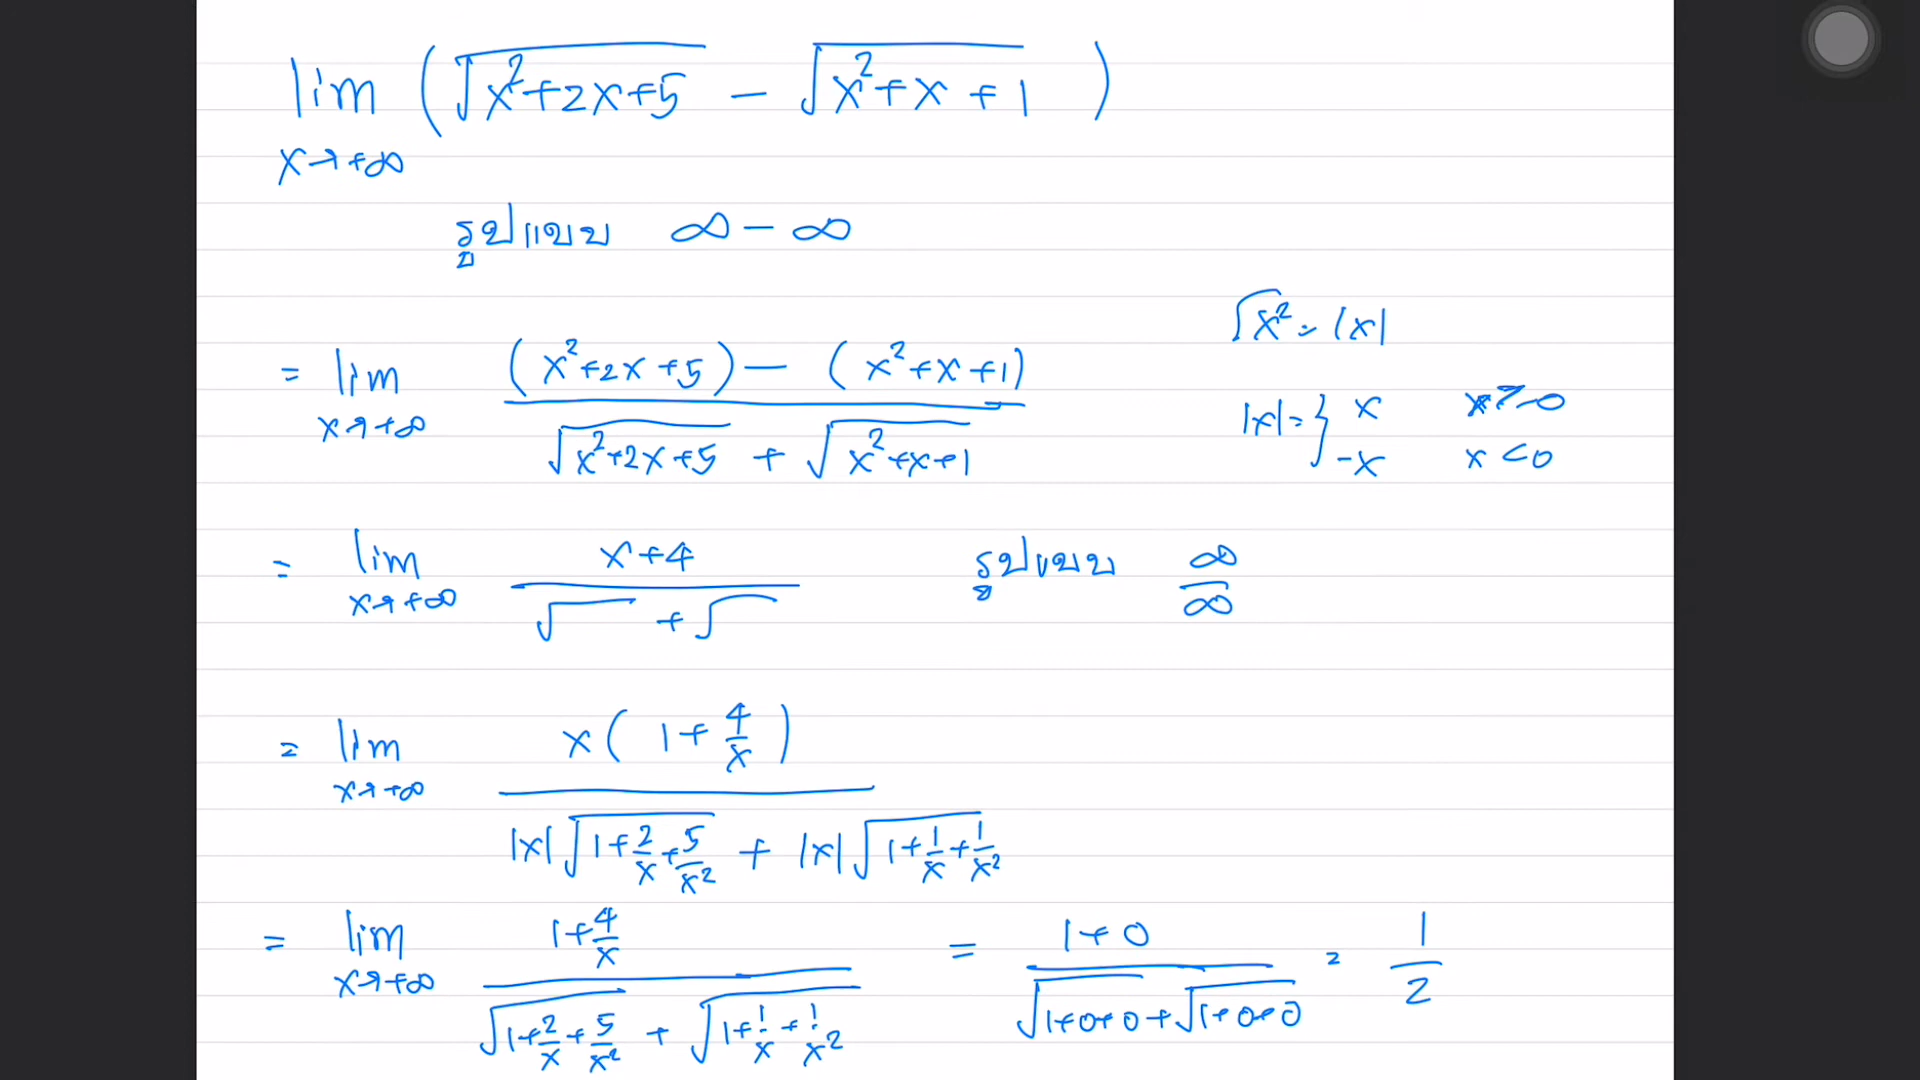 lim (√(x²+2x+5) − √(x²+x+1))
x→+∞
รูปแบบ ∞ − ∞
√x² = |x|
= lim ((x²+2x+5) − (x²+x+1)) / (√(x²+2x+5) + √(x²+x+1))
x→+∞
|x| = { x x ≥ 0
-x x < 0
= lim (x+4) / (√ + √) รูปแบบ ∞/∞
x→+∞
= lim x(1+4/x) / (|x|√(1+2/x+5/x²) + |x|√(1+1/x+1/x²))
x→+∞
= lim (1+4/x) / (√(1+2/x+5/x²) + √(1+1/x+1/x²)) = (1+0) / (√(1+0+0) + √(1+0+0)) = 1/2
x→+∞